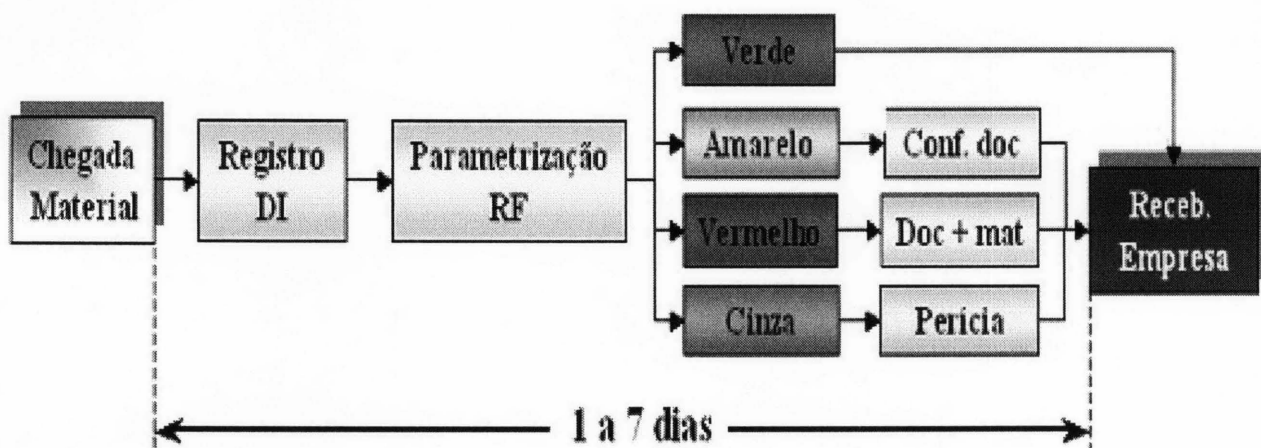 Chegada
Material
Registro
DI
Parametrização
RF
Verde
Amarelo
Conf. doc
Vermelho
Doc + mat
Cinza
Perícia
Receb.
Empresa
1 a 7 dias